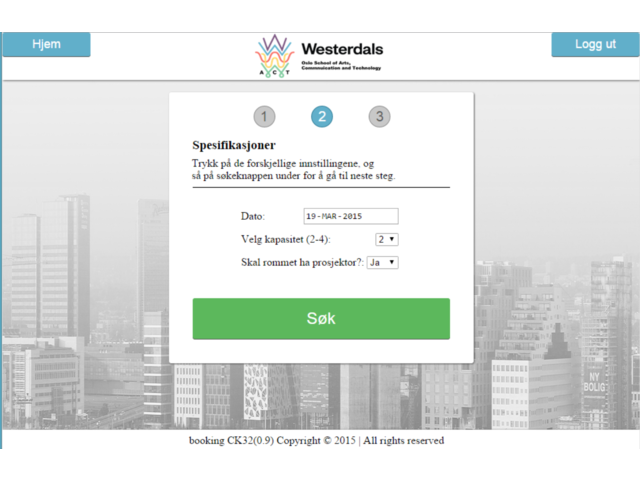 Hjem
Westerdals
Oslo School of Arts,
Communication and Technology
A C T
Logg ut
1 2 3
Spesifikasjoner
Trykk på de forskjellige innstillingene, og
så på søkeknappen under for å gå til neste steg.
Dato: 19-MAR-2015
Velg kapasitet (2-4): 2
Skal rommet ha prosjektor?: Ja
Søk
NY
BOLIG
booking CK32(0.9) Copyright © 2015 | All rights reserved